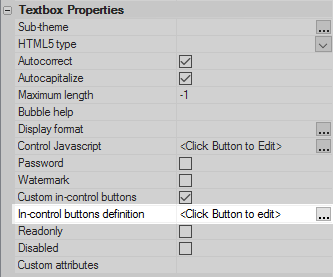 Textbox Properties
Sub-theme ...
HTML5 type
Autocorrect
Autocapitalize
Maximum length -1
Bubble help
Display format ...
Control Javascript <Click Button to Edit> ...
Password
Watermark
Custom in-control buttons
In-control buttons definition <Click Button to edit> ...
Readonly
Disabled
Custom attributes